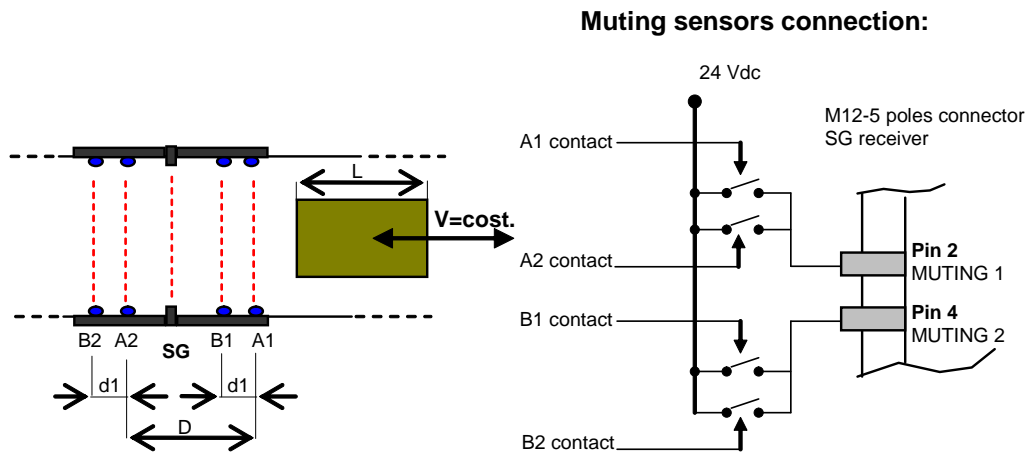 Muting sensors connection:
24 Vdc
M12-5 poles connector
SG receiver
A1 contact
L
V=cost.
A2 contact
Pin 2
MUTING 1
B1 contact
Pin 4
MUTING 2
B2 A2 SG B1 A1
d1 d1
D
B2 contact